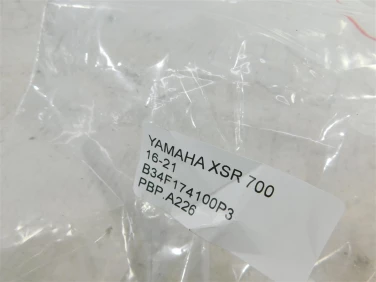 YAMAHA XSR 700
16-21
B34F174100P3
PBP.A226